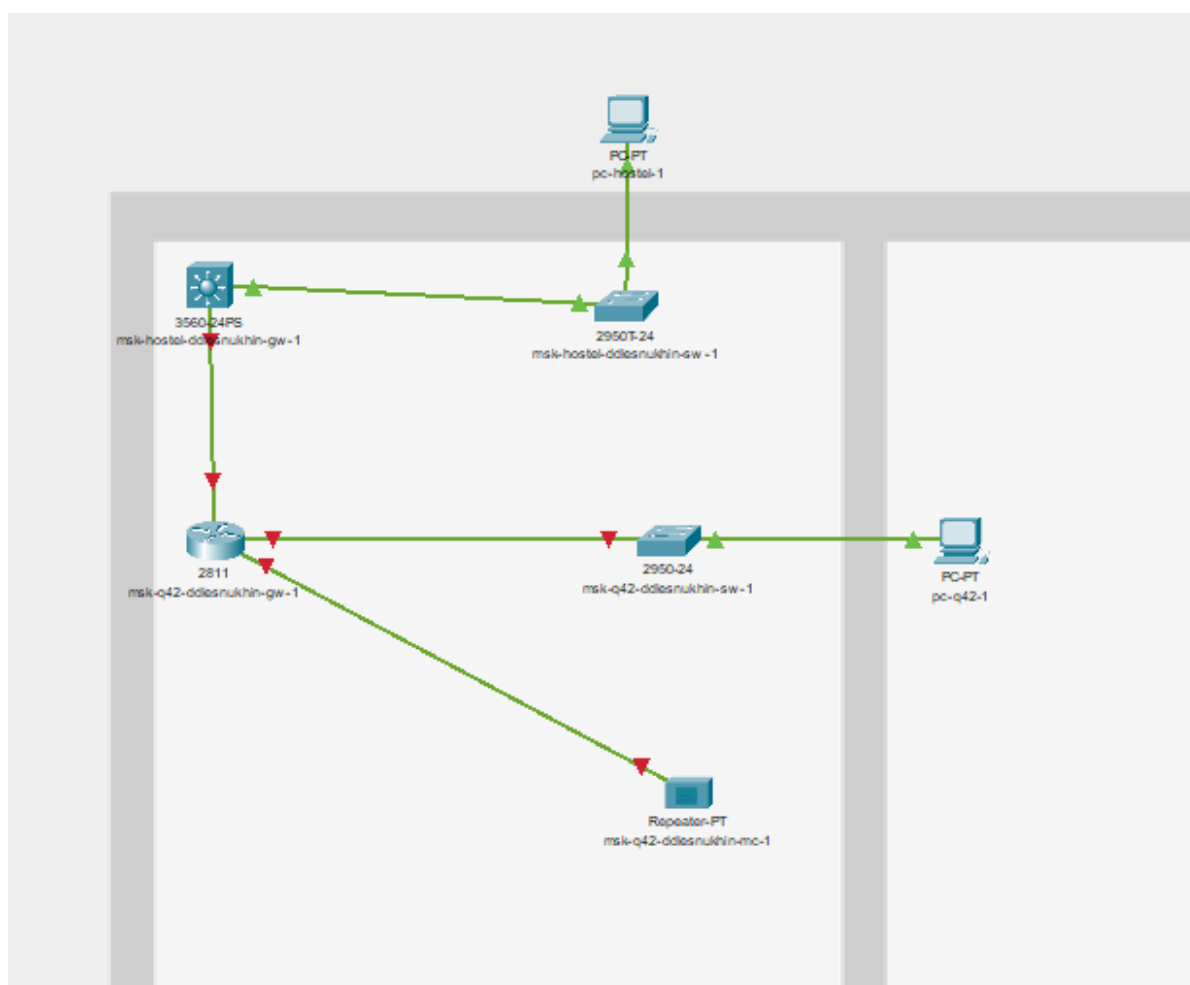 PC-PT
pc-hostel-1
3560-24PS
msk-hostel-ddlesnukhin-gw-1
2950T-24
msk-hostel-ddlesnukhin-sw-1
2811
msk-q42-ddlesnukhin-gw-1
2950-24
msk-q42-ddlesnukhin-sw-1
PC-PT
pc-q42-1
Repeater-PT
msk-q42-ddlesnukhin-mc-1